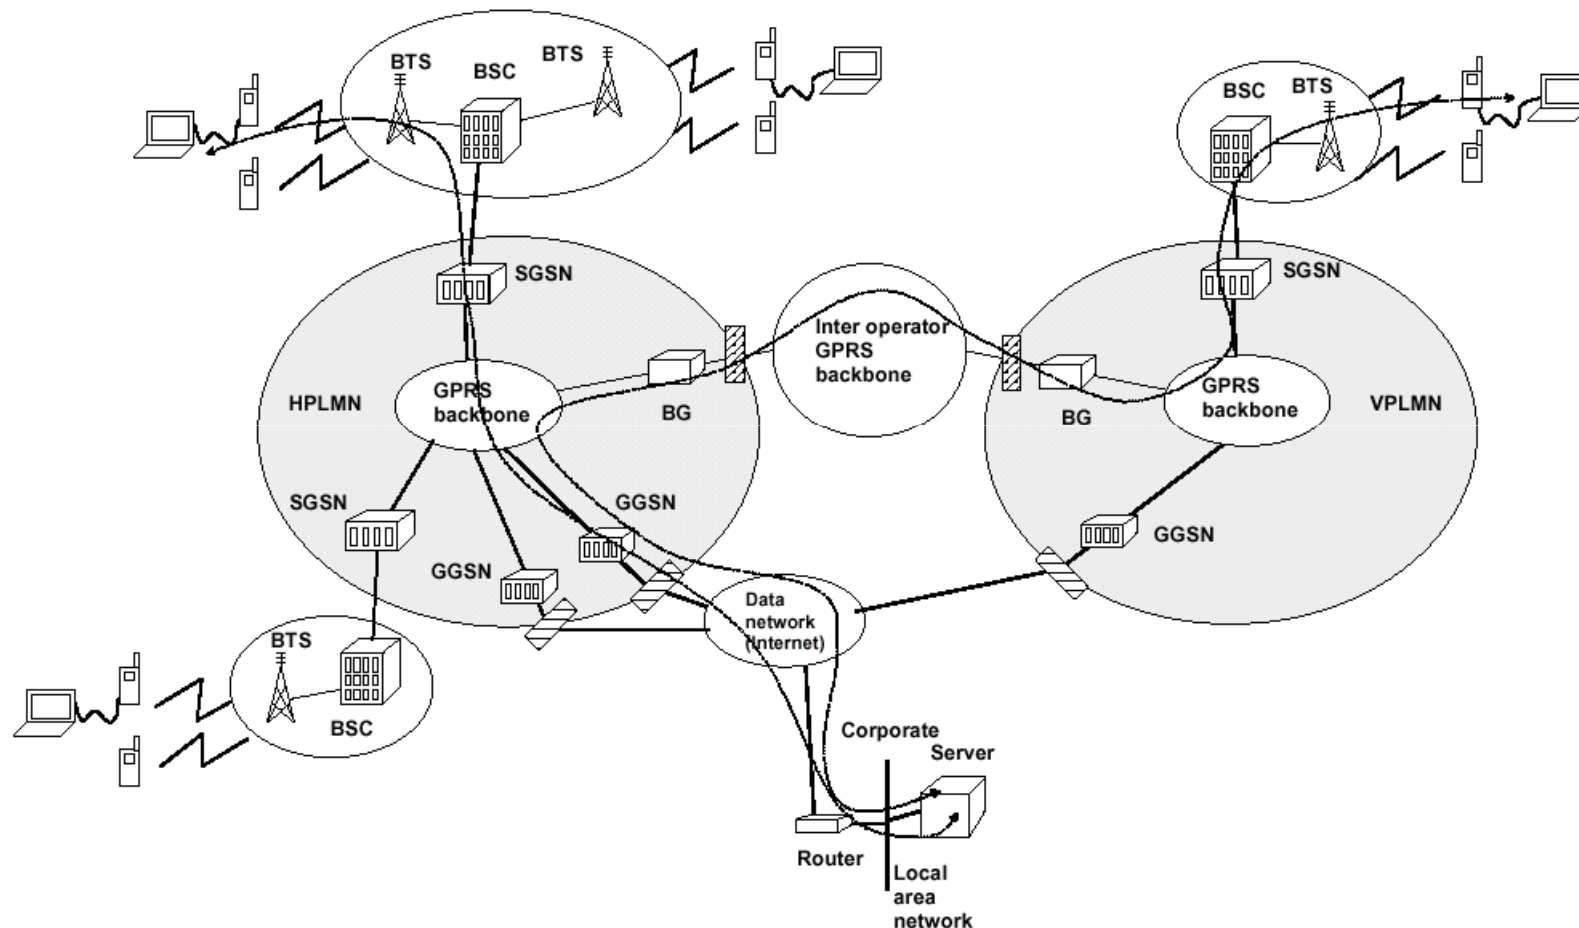 BTS
BSC
BTS
BSC
BTS
SGSN
SGSN
Inter operator
GPRS
backbone
HPLMN
GPRS
backbone
BG
BG
GPRS
backbone
VPLMN
SGSN
GGSN
GGSN
GGSN
Data
network
(Internet)
BTS
BSC
Corporate
Server
Router
Local
area
network